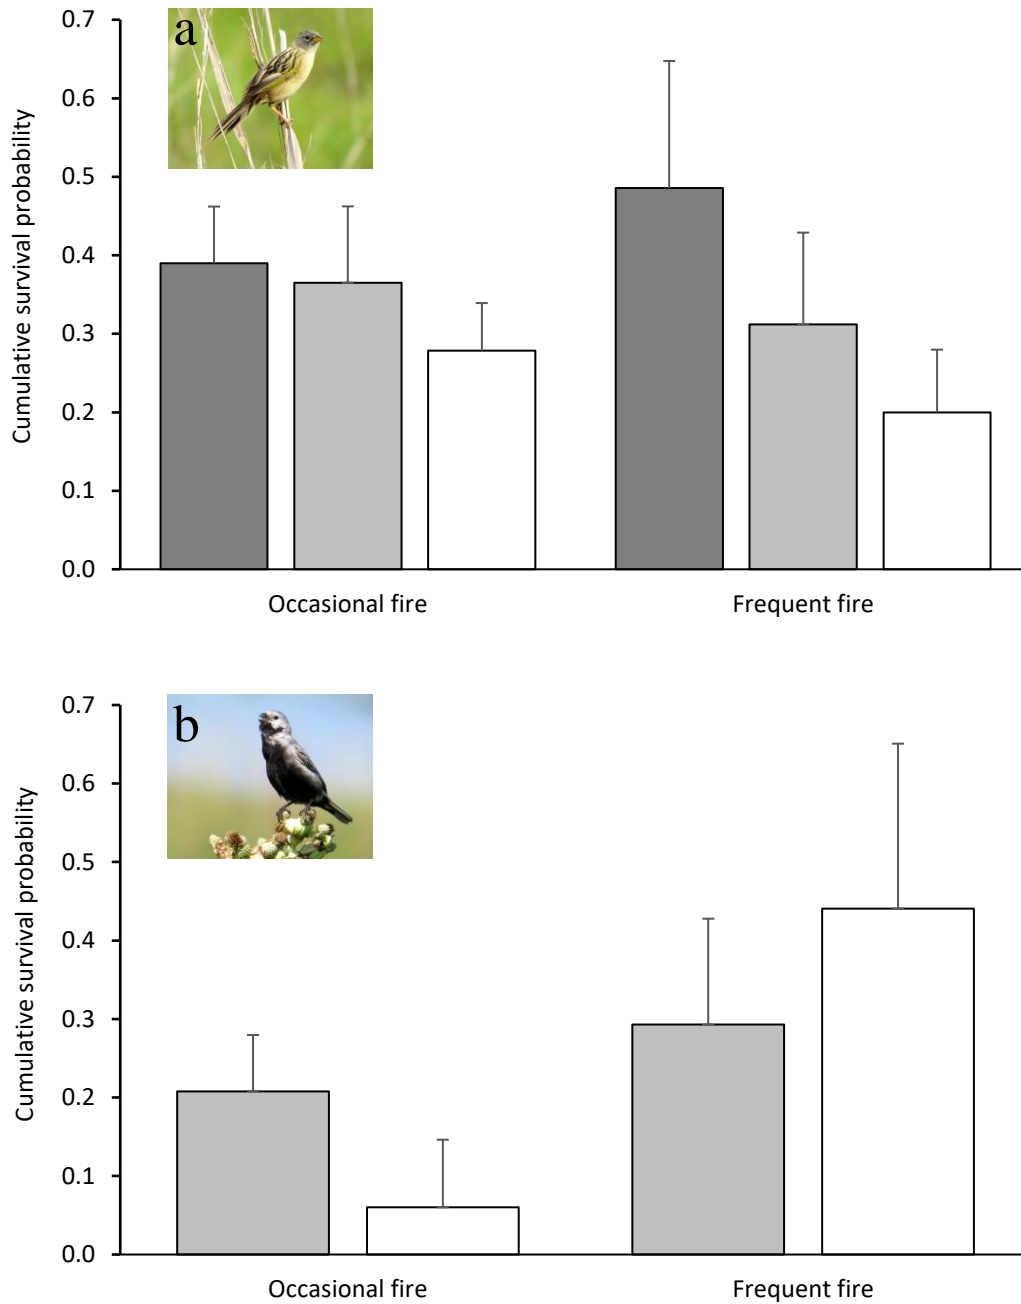 a
0.7
0.6
0.5
0.4
0.3
0.2
0.1
0.0
Cumulative survival probability
Occasional fire Frequent fire
b
0.7
0.6
0.5
0.4
0.3
0.2
0.1
0.0
Cumulative survival probability
Occasional fire Frequent fire